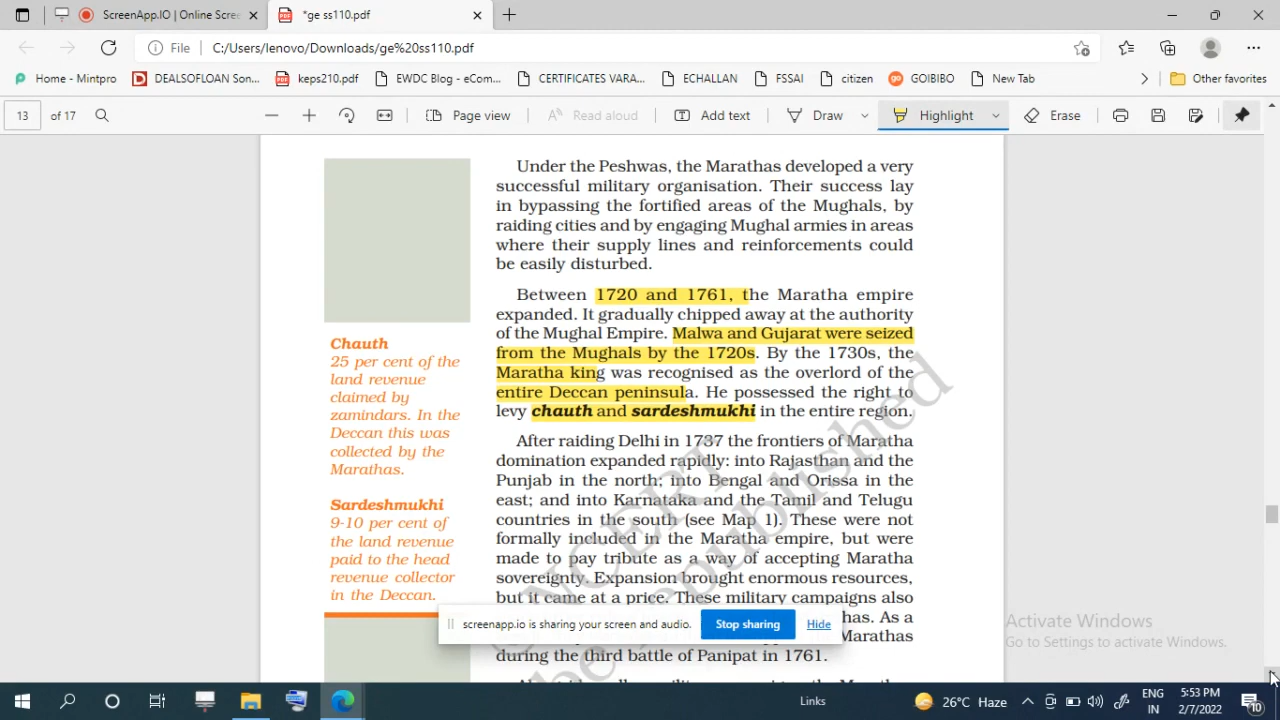 ScreenApp.IO | Online Scree
*ge ss110.pdf
File
C:/Users/lenovo/Downloads/ge%20ss110.pdf
Home - Mintpro
DEALSOFLOAN Son...
keps210.pdf
EWDC Blog - eCom...
CERTIFICATES VARA...
ECHALLAN
FSSAI
citizen
GOIBIBO
New Tab
Other favorites
13 of 17
Page view
Read aloud
Add text
Draw
Highlight
Erase
Under the Peshwas, the Marathas developed a very
successful military organisation. Their success lay
in bypassing the fortified areas of the Mughals, by
raiding cities and by engaging Mughal armies in areas
where their supply lines and reinforcements could
be easily disturbed.
Between 1720 and 1761, the Maratha empire
expanded. It gradually chipped away at the authority
of the Mughal Empire. Malwa and Gujarat were seized
from the Mughals by the 1720s. By the 1730s, the
Maratha king was recognised as the overlord of the
entire Deccan peninsula. He possessed the right to
levy chauth and sardeshmukhi in the entire region.
After raiding Delhi in 1737 the frontiers of Maratha
domination expanded rapidly: into Rajasthan and the
Punjab in the north; into Bengal and Orissa in the
east; and into Karnataka and the Tamil and Telugu
countries in the south (see Map 1). These were not
formally included in the Maratha empire, but were
made to pay tribute as a way of accepting Maratha
sovereignty. Expansion brought enormous resources,
but it came at a price. These military campaigns also
has. As a
Marathas
during the third battle of Panipat in 1761.
Chauth
25 per cent of the
land revenue
claimed by
zamindars. In the
Deccan this was
collected by the
Marathas.
Sardeshmukhi
9-10 per cent of
the land revenue
paid to the head
revenue collector
in the Deccan.
NCERT
be republished
screenapp.io is sharing your screen and audio.
Stop sharing
Hide
Activate Windows
Go to Settings to activate Windows.
Links
26°C Haze
ENG
IN
5:53 PM
2/7/2022
10